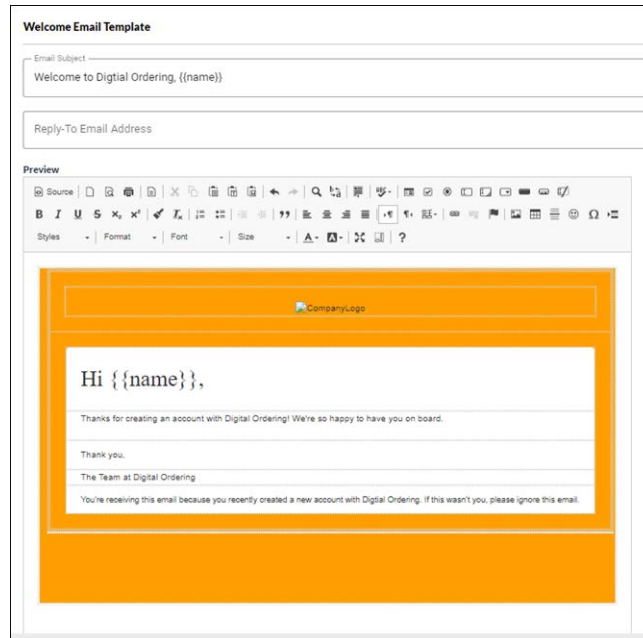 Welcome Email Template
Email Subject
Welcome to Digtial Ordering, {{name}}
Reply-To Email Address
Preview
Source
B I U S x₂ x² Tx
Styles Format Font Size A A ?
CompanyLogo
Hi {{name}},
Thanks for creating an account with Digital Ordering! We're so happy to have you on board.
Thank you,
The Team at Digital Ordering
You're receiving this email because you recently created a new account with Digtial Ordering. If this wasn't you, please ignore this email.